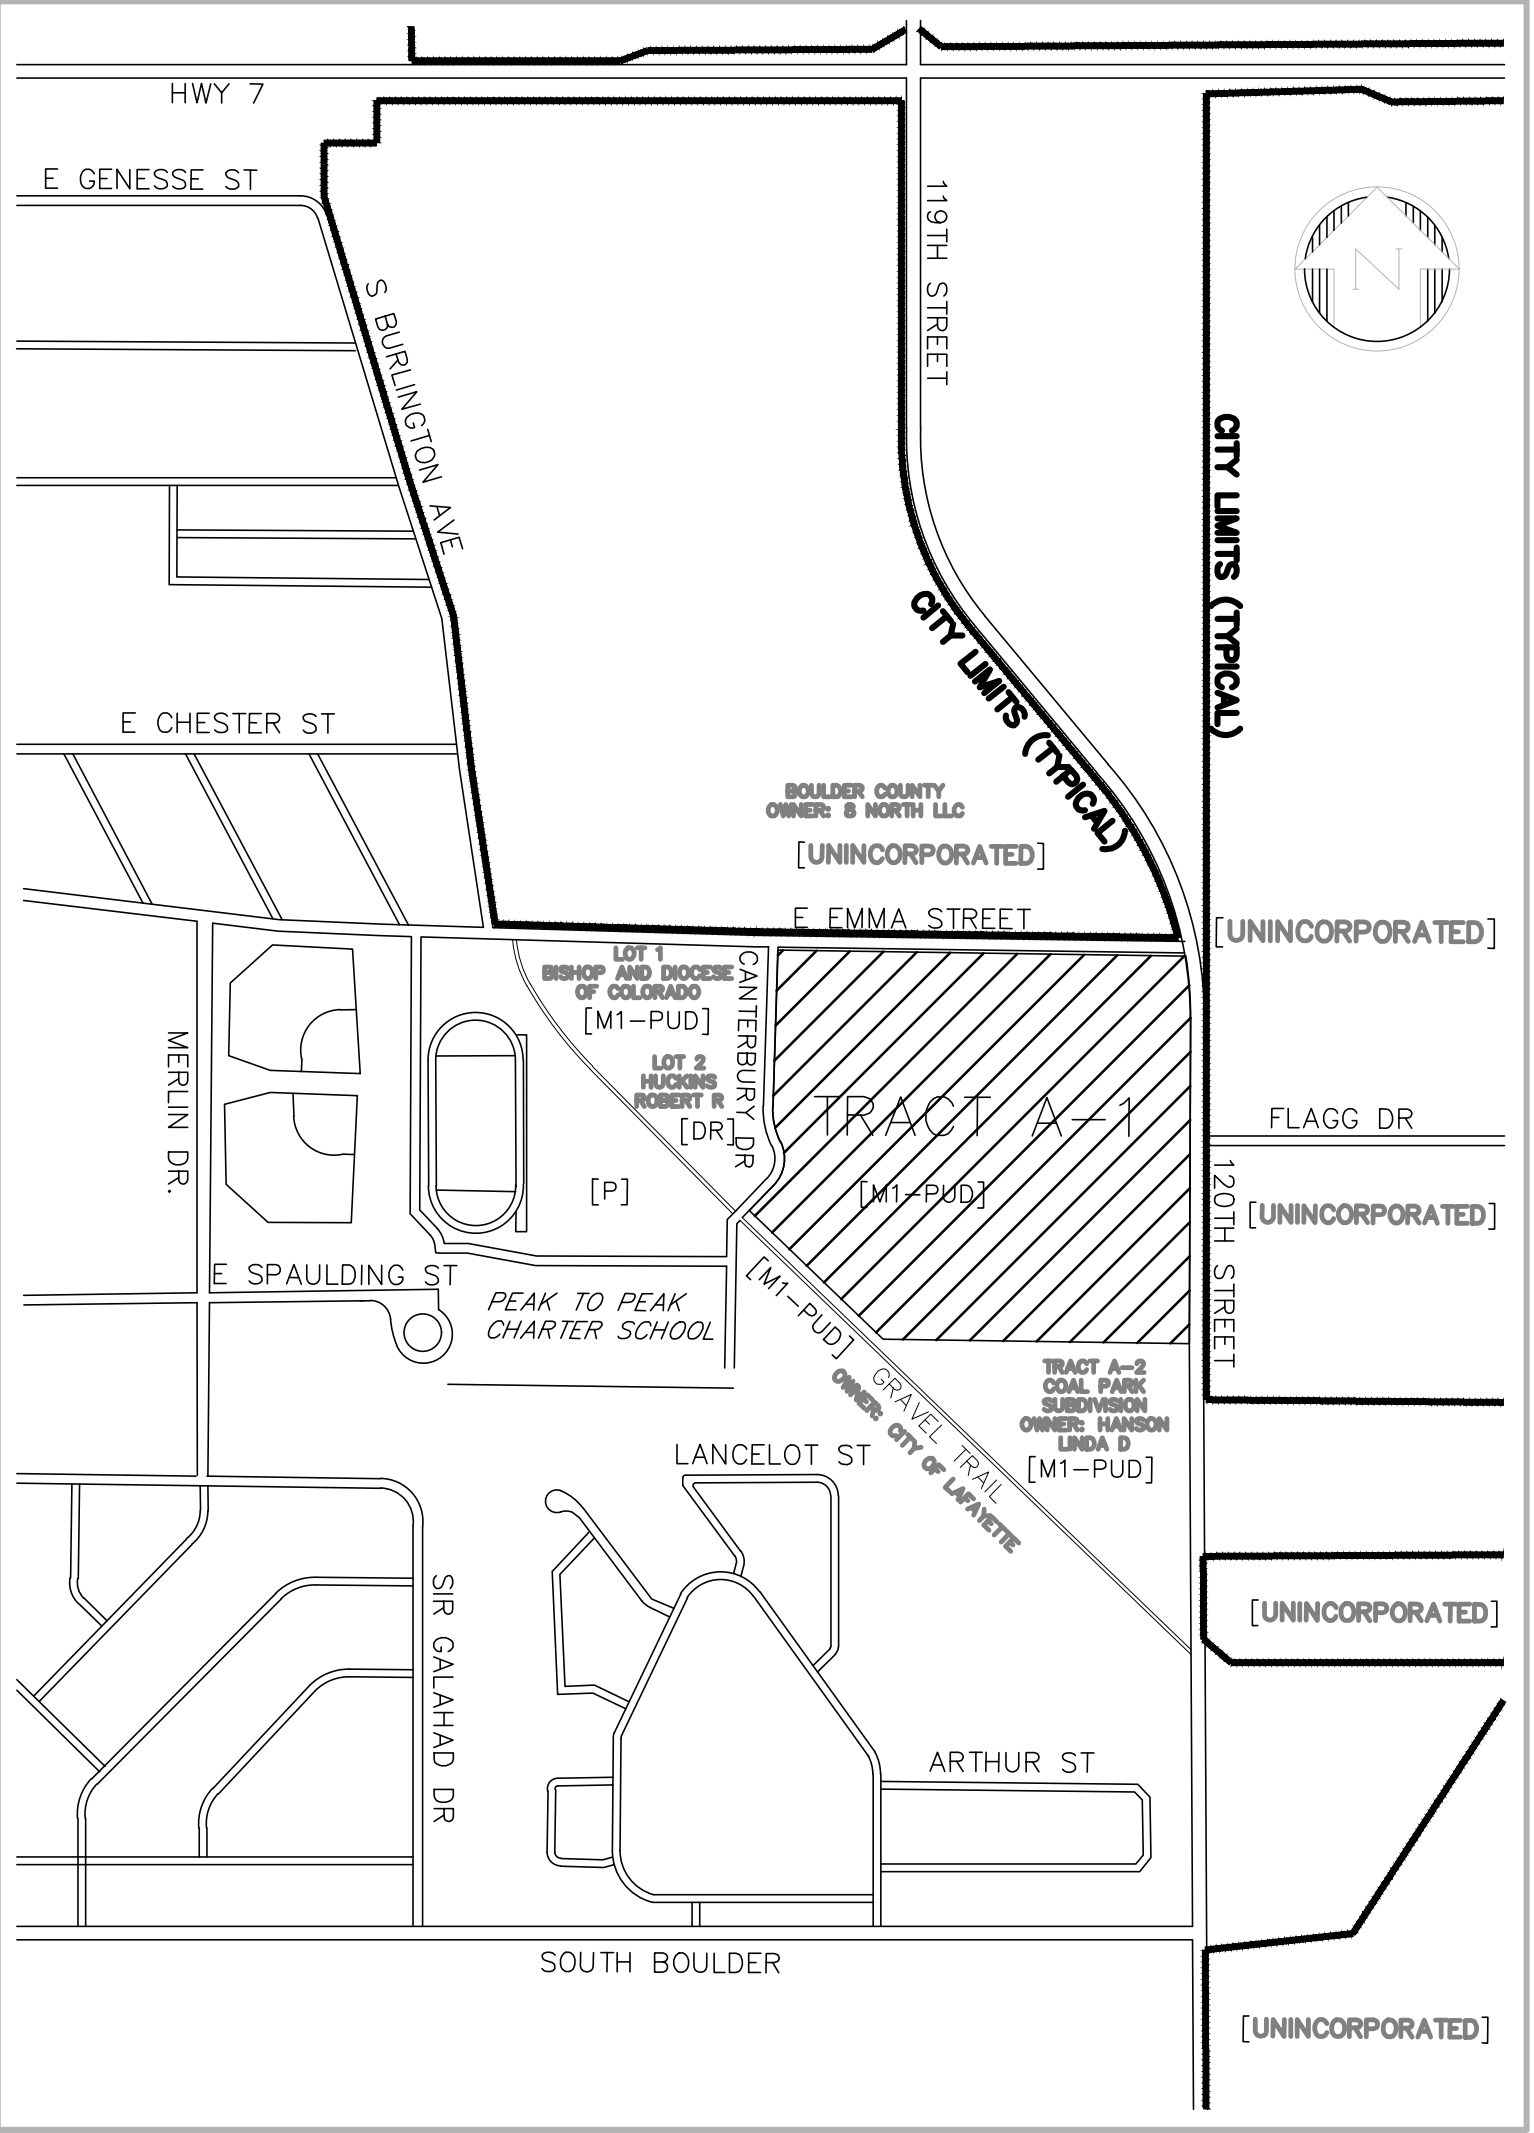 HWY 7
E GENESSE ST
119TH STREET
N
S BURLINGTON AVE
CITY LIMITS (TYPICAL)
CITY LIMITS (TYPICAL)
E CHESTER ST
BOULDER COUNTY
OWNER: 8 NORTH LLC
[UNINCORPORATED]
E EMMA STREET
[UNINCORPORATED]
LOT 1
BISHOP AND DIOCESE
OF COLORADO
[M1-PUD]
CANTERBURY DR
MERLIN DR.
LOT 2
HUCKINS
ROBERT R
[DR]
TRACT A-1
[M1-PUD]
FLAGG DR
[P]
120TH STREET
[UNINCORPORATED]
E SPAULDING ST
PEAK TO PEAK
CHARTER SCHOOL
[M1-PUD]
GRAVEL TRAIL
OWNER: CITY OF LAFAYETTE
TRACT A-2
COAL PARK
SUBDIVISION
OWNER: HANSON
LINDA D
[M1-PUD]
LANCELOT ST
SIR GALAHAD DR
[UNINCORPORATED]
ARTHUR ST
SOUTH BOULDER
[UNINCORPORATED]